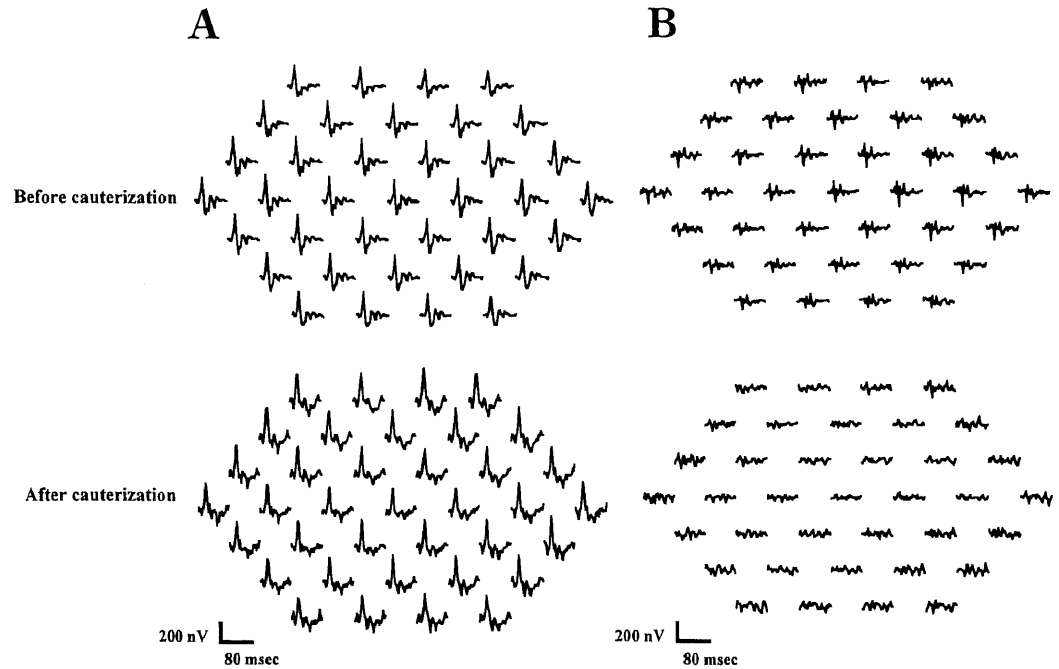 A
B
Before cauterization
After cauterization
200 nV
80 msec
200 nV
80 msec